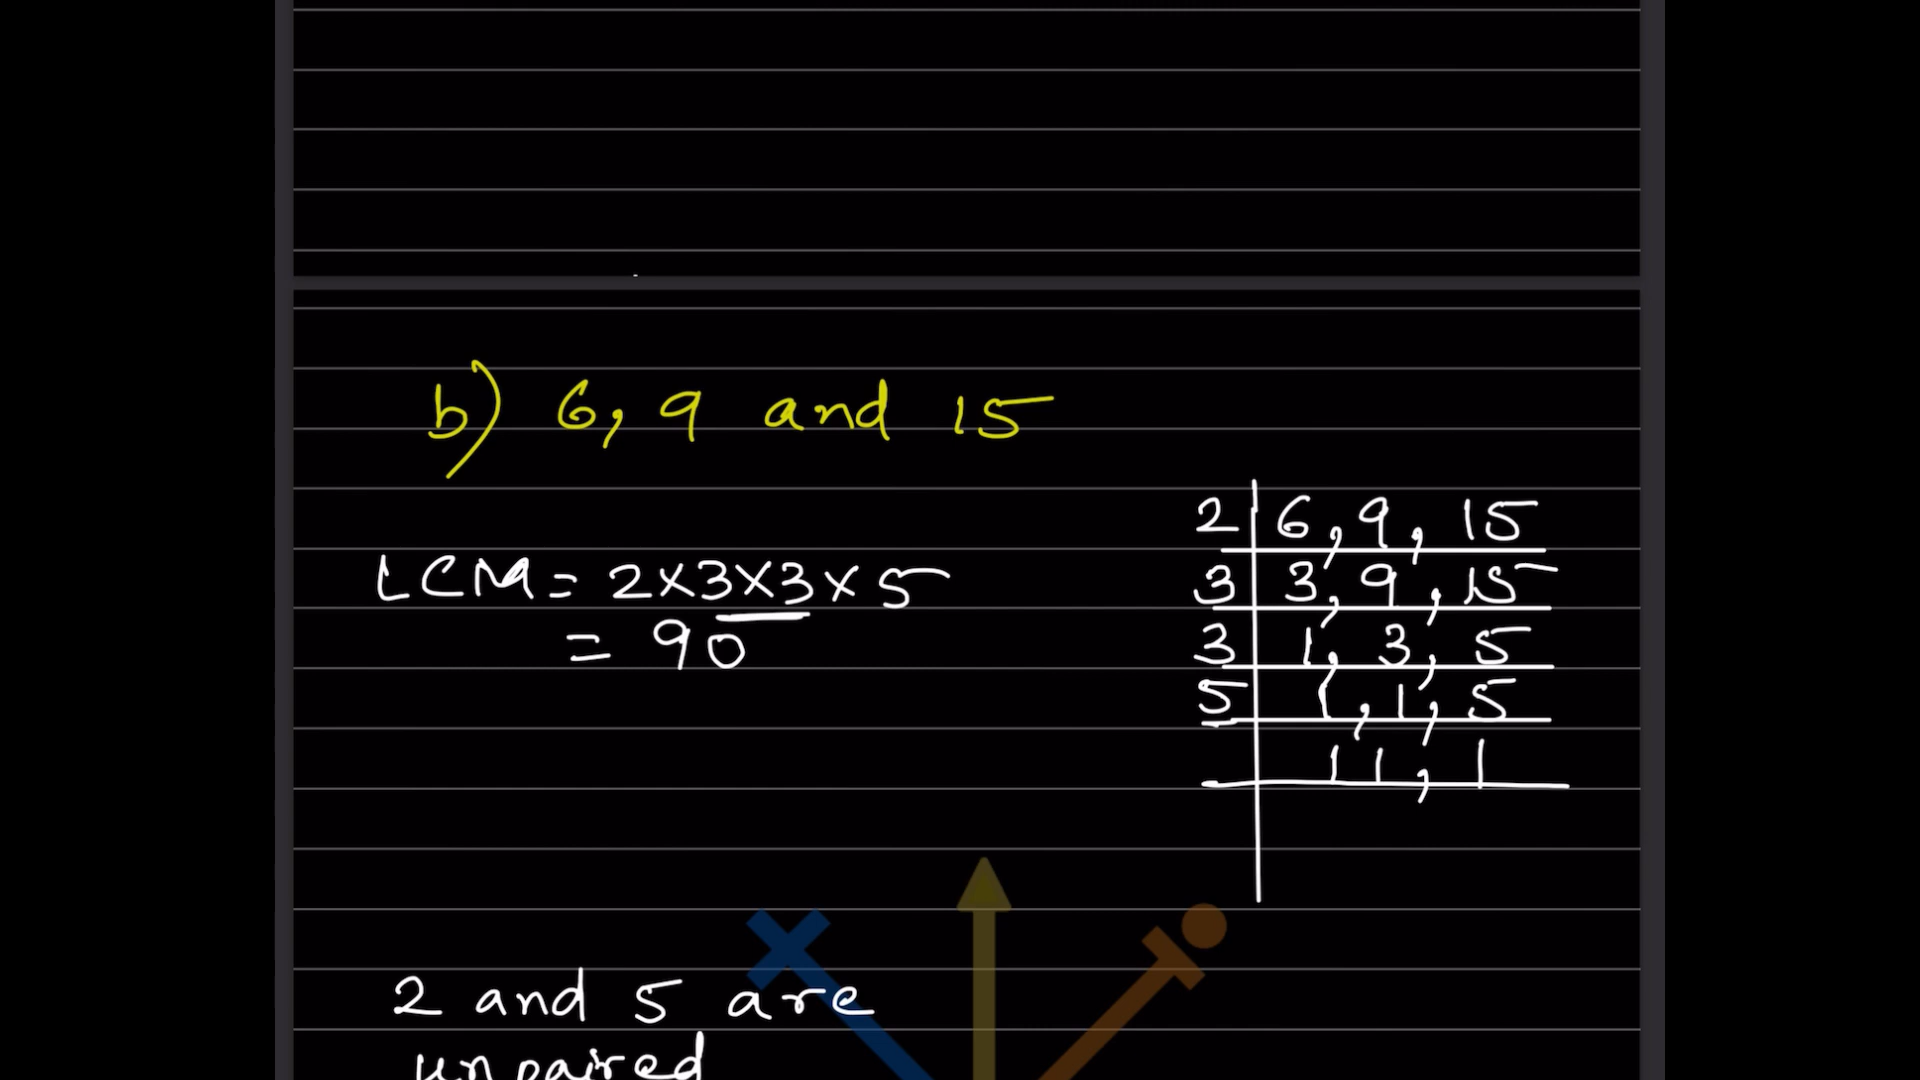 b) 6, 9 and 15
LCM = 2×3×3×5
= 90
2 | 6, 9, 15
3 | 3, 9, 15
3 | 1, 3, 5
5 | 1, 1, 5
1 1, 1
2 and 5 are
unpaired